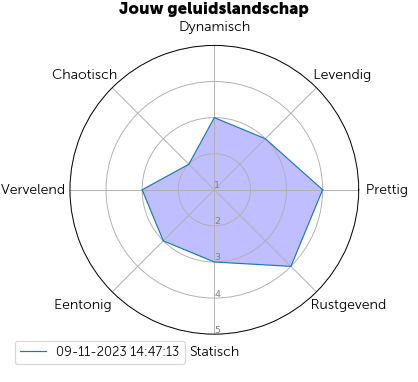 Jouw geluidslandschap
Dynamisch
Chaotisch
Levendig
Vervelend
Prettig
1
2
3
4
5
Eentonig
Rustgevend
09-11-2023 14:47:13
Statisch